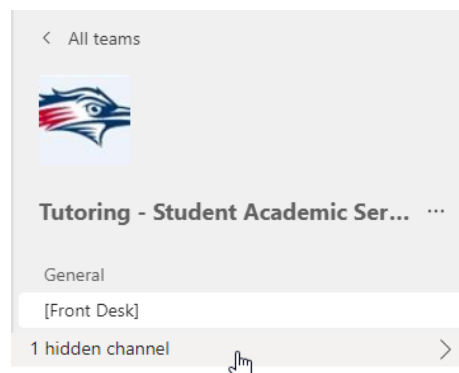 All teams
Tutoring - Student Academic Ser... ...
General
[Front Desk]
1 hidden channel